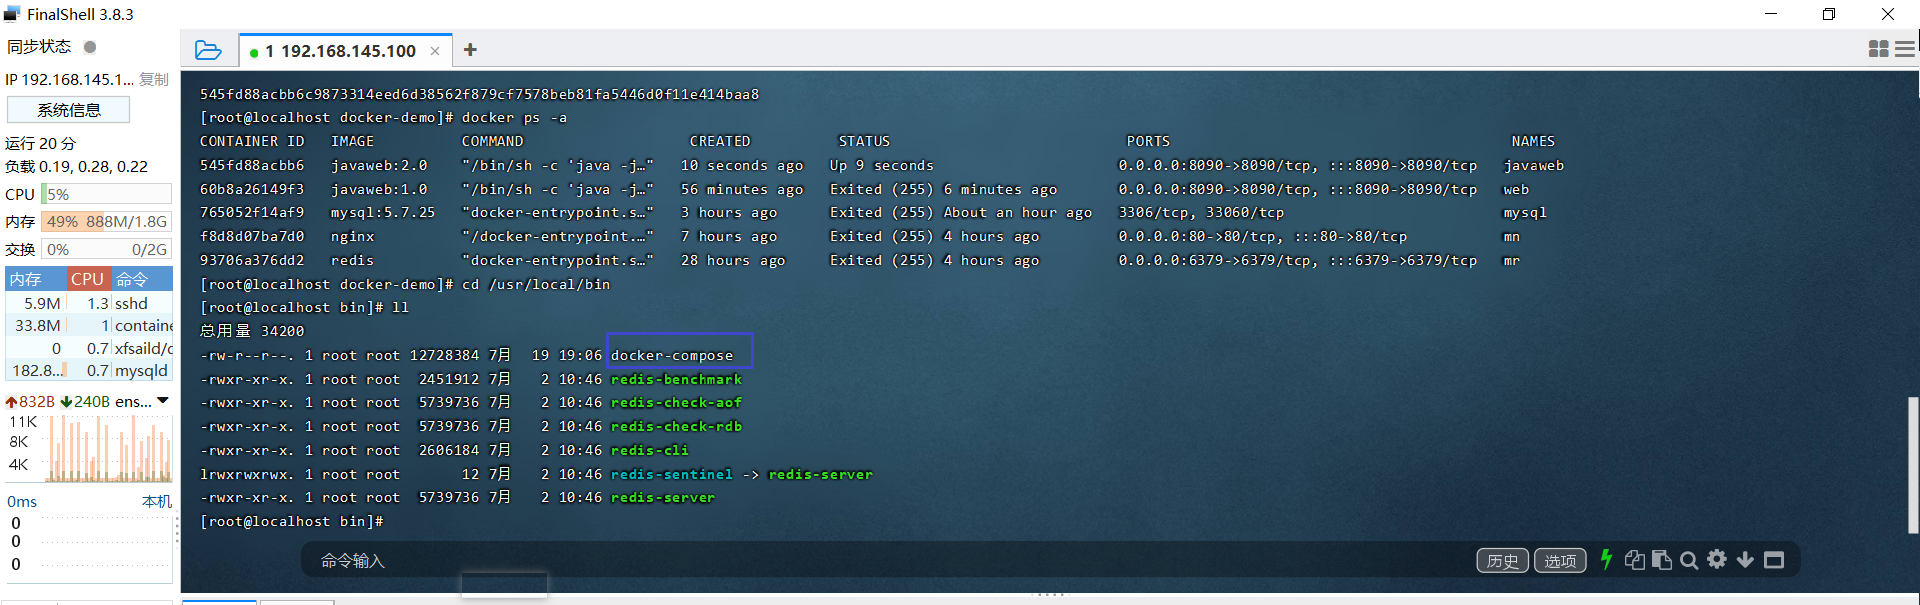 FinalShell 3.8.3
同步状态
IP 192.168.145.1... 复制
系统信息
运行 20 分
负载 0.19, 0.28, 0.22
CPU 5%
内存 49% 888M/1.8G
交换 0% 0/2G
内存 CPU 命令
5.9M 1.3 sshd
33.8M 1 containe
0 0.7 xfsaild/d
182.8... 0.7 mysqld
832B 240B ens...
11K
8K
4K
0ms 本机
0
0
0
1 192.168.145.100 × +
545fd88acbb6c9873314eed6d38562f879cf7578beb81fa5446d0f11e414baa8
[root@localhost docker-demo]# docker ps -a
CONTAINER ID IMAGE COMMAND CREATED STATUS PORTS NAMES
545fd88acbb6 javaweb:2.0 "/bin/sh -c 'java -j…" 10 seconds ago Up 9 seconds 0.0.0.0:8090->8090/tcp, :::8090->8090/tcp javaweb
60b8a26149f3 javaweb:1.0 "/bin/sh -c 'java -j…" 56 minutes ago Exited (255) 6 minutes ago 0.0.0.0:8090->8090/tcp, :::8090->8090/tcp web
765052f14af9 mysql:5.7.25 "docker-entrypoint.s…" 3 hours ago Exited (255) About an hour ago 3306/tcp, 33060/tcp mysql
f8d8d07ba7d0 nginx "/docker-entrypoint.…" 7 hours ago Exited (255) 4 hours ago 0.0.0.0:80->80/tcp, :::80->80/tcp mn
93706a376dd2 redis "docker-entrypoint.s…" 28 hours ago Exited (255) 4 hours ago 0.0.0.0:6379->6379/tcp, :::6379->6379/tcp mr
[root@localhost docker-demo]# cd /usr/local/bin
[root@localhost bin]# ll
总用量 34200
-rw-r--r--. 1 root root 12728384 7月 19 19:06 docker-compose
-rwxr-xr-x. 1 root root 2451912 7月 2 10:46 redis-benchmark
-rwxr-xr-x. 1 root root 5739736 7月 2 10:46 redis-check-aof
-rwxr-xr-x. 1 root root 5739736 7月 2 10:46 redis-check-rdb
-rwxr-xr-x. 1 root root 2606184 7月 2 10:46 redis-cli
lrwxrwxrwx. 1 root root 12 7月 2 10:46 redis-sentinel -> redis-server
-rwxr-xr-x. 1 root root 5739736 7月 2 10:46 redis-server
[root@localhost bin]#
命令输入 历史 选项